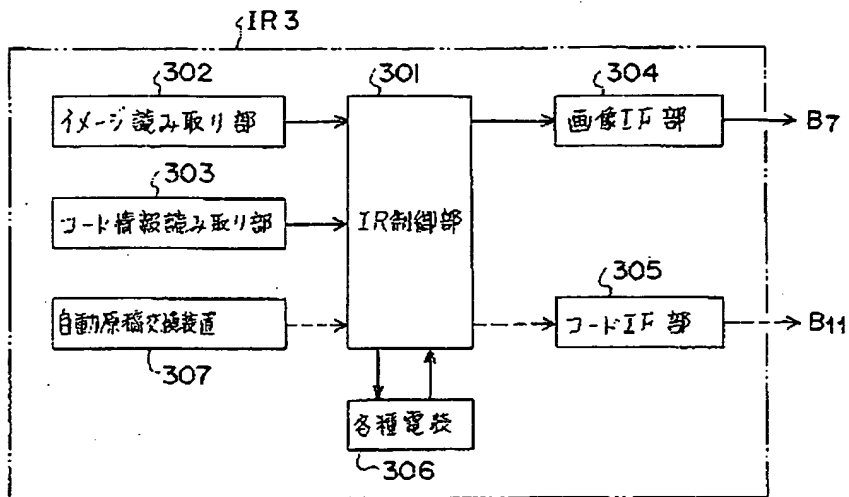 IR3
302
301
304
イメージ読み取り部
画像IF部
B7
303
コード情報読み取り部
IR制御部
305
自動原稿交換装置
コードIF部
B11
307
各種電装
306